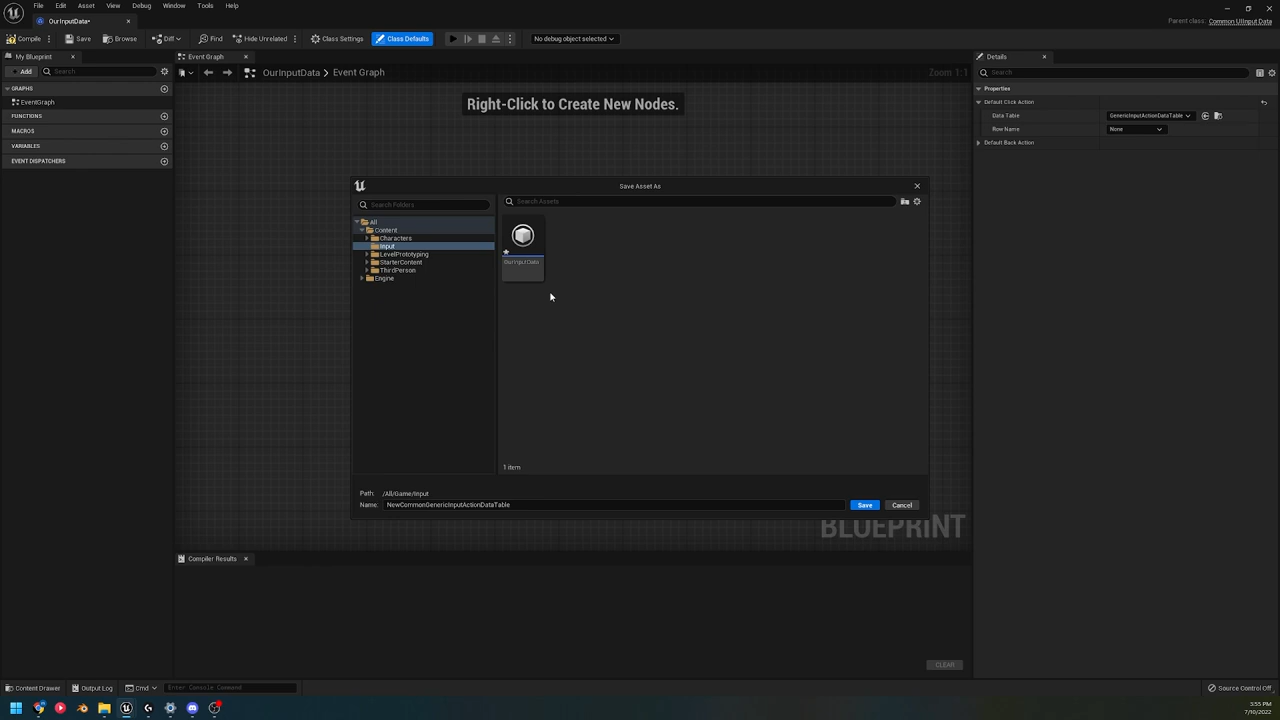 File Edit Asset View Debug Window Tools Help
OurInputData*
Parent class: Common UIInput Data
Compile Save Browse Diff Find Hide Unrelated Class Settings Class Defaults No debug object selected
My Blueprint
Event Graph
Details
Add Search
OurInputData > Event Graph
Zoom 1:1
Search
GRAPHS
EventGraph
FUNCTIONS
MACROS
VARIABLES
EVENT DISPATCHERS
Right-Click to Create New Nodes.
Properties
Default Click Action
Data Table GenericInputActionDataTable
Row Name None
Default Back Action
Save Asset As
Search Folders
Search Assets
All
Content
Characters
Input
LevelPrototyping
StarterContent
ThirdPerson
Engine
OurInputData
1 item
Path: /All/Game/Input
Name: NewCommonGenericInputActionDataTable
Save Cancel
BLUEPRINT
Compiler Results
CLEAR
Content Drawer Output Log Cmd Enter Console Command
Source Control Off
3:55 PM
7/10/2022